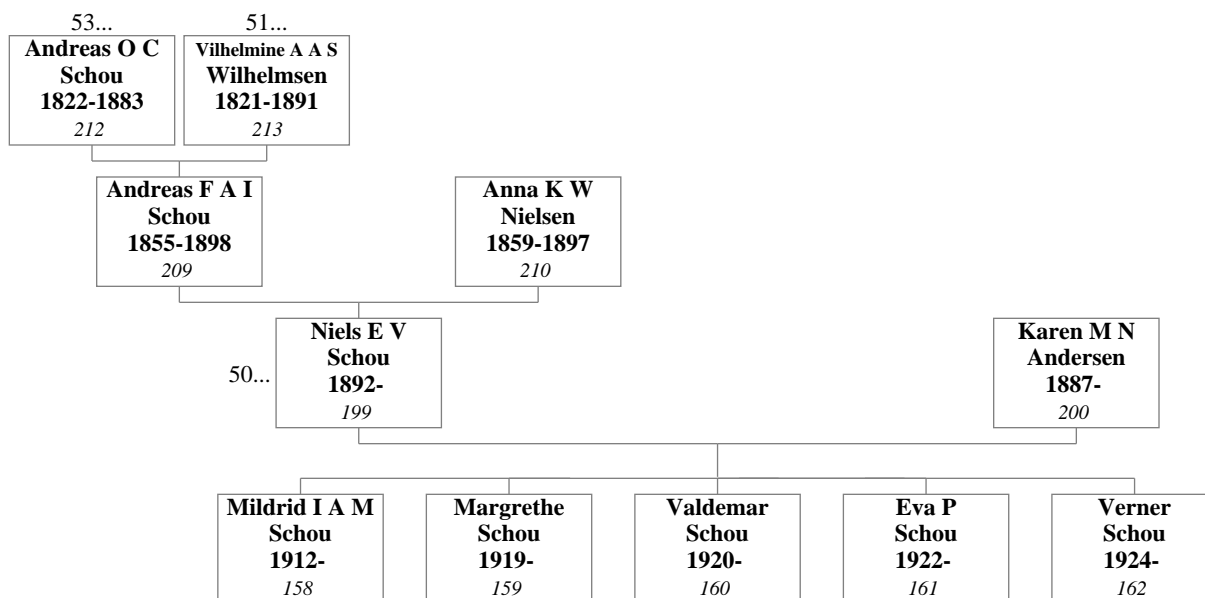 53...
51...
Andreas O C
Schou
1822-1883
212
Vilhelmine A A S
Wilhelmsen
1821-1891
213
Andreas F A I
Schou
1855-1898
209
Anna K W
Nielsen
1859-1897
210
50...
Niels E V
Schou
1892-
199
Karen M N
Andersen
1887-
200
Mildrid I A M
Schou
1912-
158
Margrethe
Schou
1919-
159
Valdemar
Schou
1920-
160
Eva P
Schou
1922-
161
Verner
Schou
1924-
162